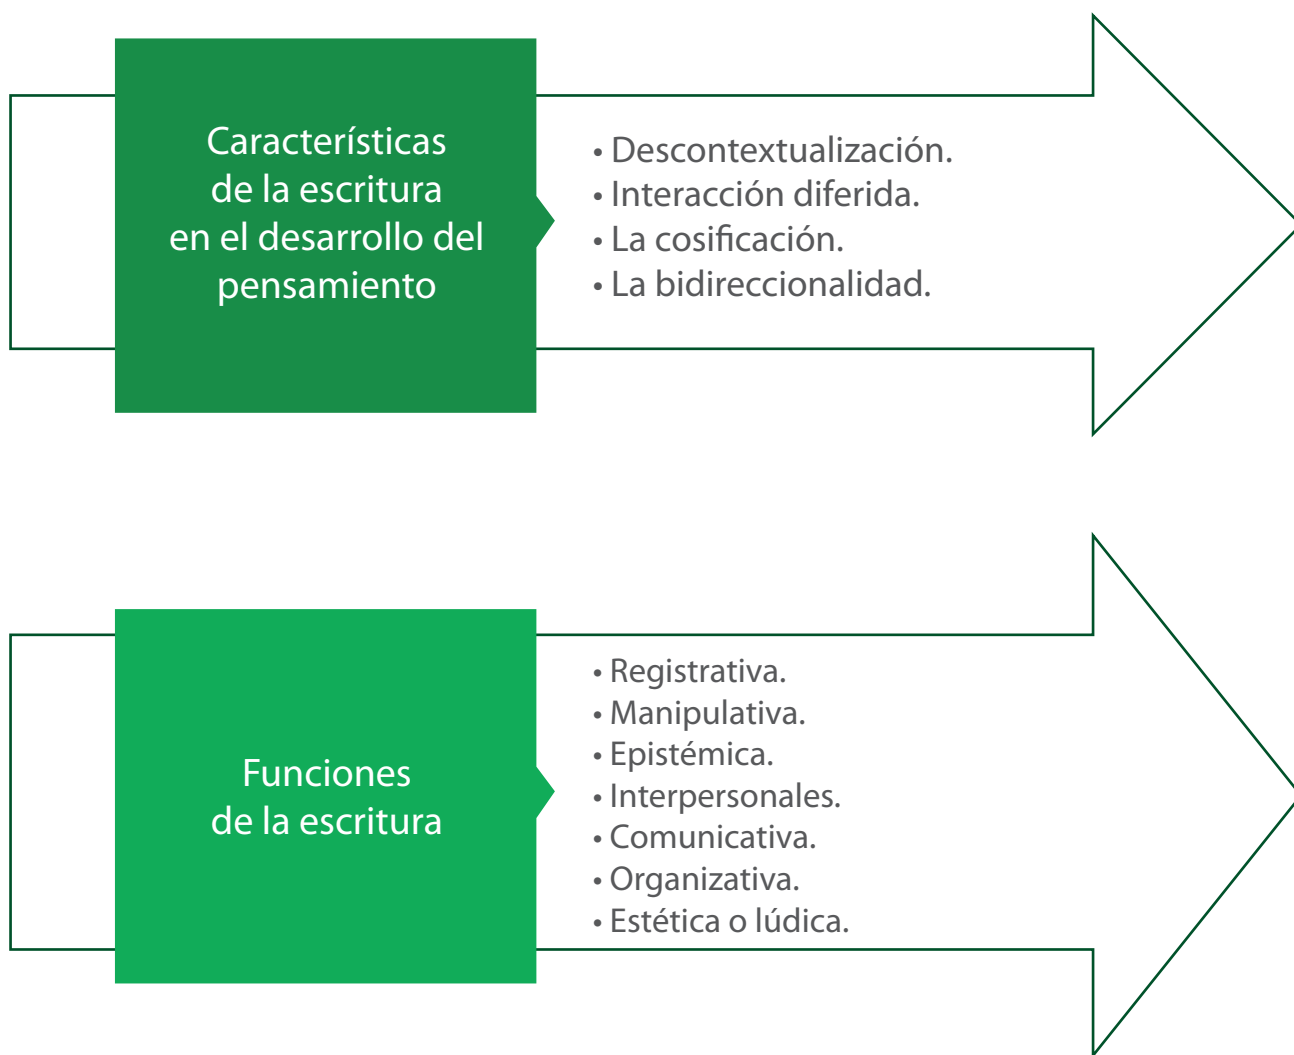 Características
de la escritura
en el desarrollo del
pensamiento
• Descontextualización.
• Interacción diferida.
• La cosificación.
• La bidireccionalidad.
Funciones
de la escritura
• Registrativa.
• Manipulativa.
• Epistémica.
• Interpersonales.
• Comunicativa.
• Organizativa.
• Estética o lúdica.